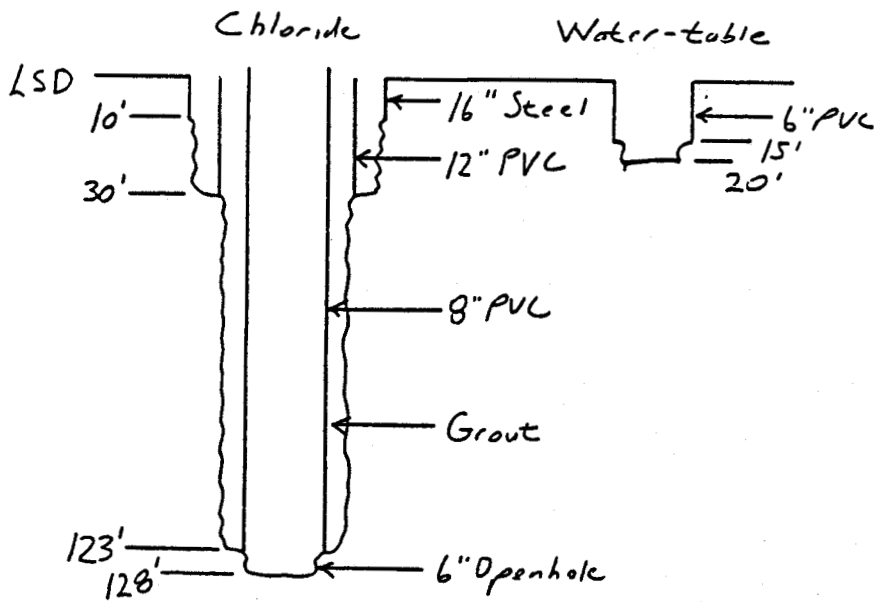 Chloride
Water-table
LSD
10'
16" Steel
6" PVC
12" PVC
15'
20'
30'
8" PVC
Grout
123'
128'
6" Openhole